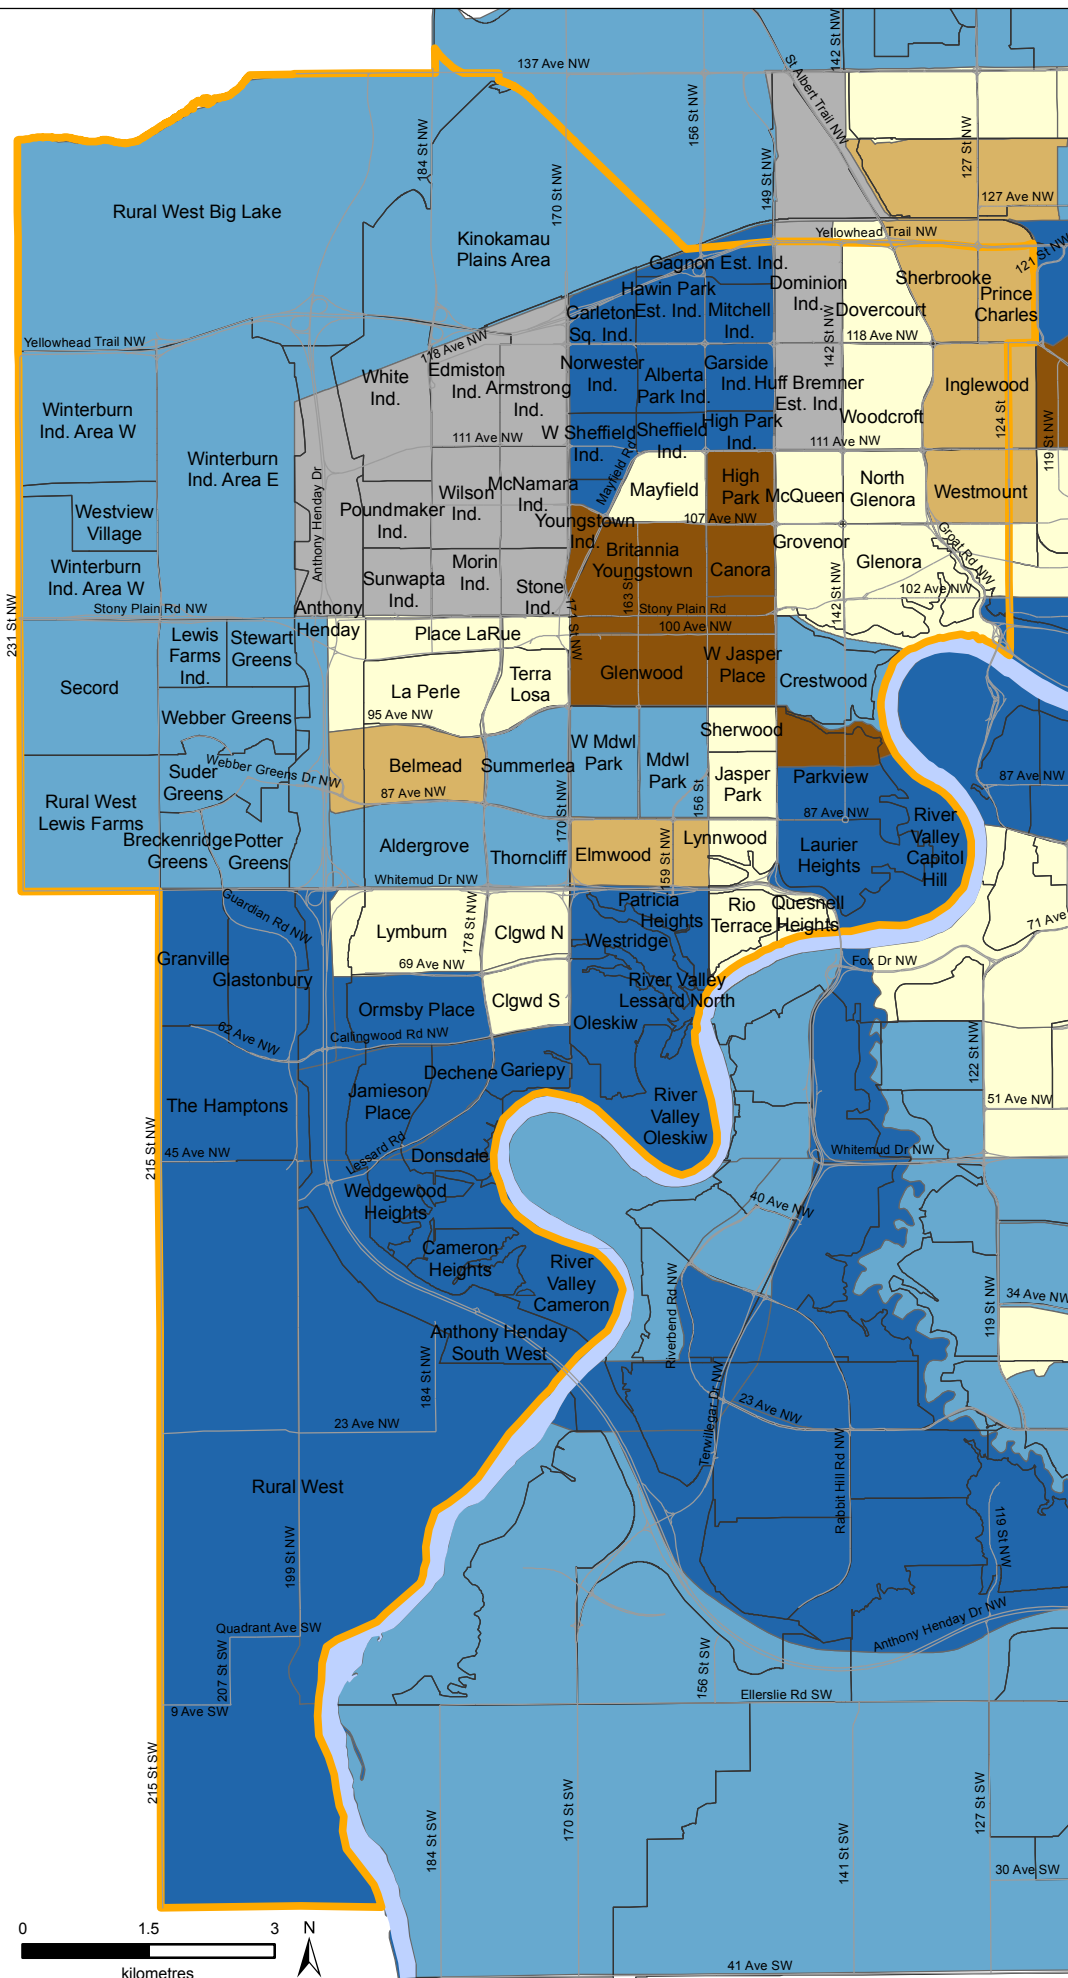 137 Ave NW
142 St NW
St Albert Trail NW
184 St NW
156 St NW
170 St NW
149 St NW
127 St NW
127 Ave NW
Rural West Big Lake
Kinokamau
Plains Area
Yellowhead Trail NW
121 St NW
Gagnon Est. Ind.
Hawin Park
Est. Ind.
Carleton
Sq. Ind.
Mitchell
Ind.
Dominion
Ind.
142 St NW
Dovercourt
118 Ave NW
Sherbrooke
Prince
Charles
Yellowhead Trail NW
118 Ave NW
White
Ind.
Edmiston
Ind.
Armstrong
Ind.
Norwester
Ind.
Alberta
Park Ind.
Garside
Ind.
Huff Bremner
Est. Ind.
Woodcroft
Inglewood
124 St
119 St NW
Winterburn
Ind. Area W
Winterburn
Ind. Area E
111 Ave NW
W Sheffield
Ind.
Sheffield
Ind.
High Park
Ind.
111 Ave NW
Mayfield Rd
Anthony Henday Dr
Westview
Village
Winterburn
Ind. Area W
Poundmaker
Ind.
Wilson
Ind.
McNamara
Ind.
Mayfield
High
Park
McQueen
North
Glenora
Westmount
107 Ave NW
Youngstown
Ind.
Britannia
Youngstown
Canora
Grovenor
Glenora
Groat Rd NW
Sunwapta
Ind.
Morin
Ind.
Stone
Ind.
163 St
142 St NW
102 Ave NW
231 St NW
Stony Plain Rd NW
Anthony
Henday
Stony Plain Rd
100 Ave NW
Lewis
Farms
Ind.
Stewart
Greens
Place LaRue
Secord
La Perle
Terra
Losa
Glenwood
W Jasper
Place
Crestwood
Webber Greens
95 Ave NW
Sherwood
Suder
Greens
Webber Greens Dr NW
Belmead
87 Ave NW
Summerlea
W Mdwl
Park
Mdwl
Park
156 St
Jasper
Park
Parkview
87 Ave NW
87 Ave NW
Rural West
Lewis Farms
Breckenridge
Greens
Potter
Greens
Aldergrove
Thorncliff
170 St NW
Elmwood
159 St NW
Lynnwood
Laurier
Heights
River
Valley
Capitol
Hill
Whitemud Dr NW
Guardian Rd NW
Lymburn
178 St NW
Clgwd N
Patricia
Heights
Rio
Terrace
Quesnell
Heights
71 Ave
Granville
Glastonbury
69 Ave NW
Westridge
Fox Dr NW
River Valley
Lessard North
Ormsby Place
Clgwd S
Oleskiw
62 Ave NW
Callingwood Rd NW
122 St NW
Dechene
Gariepy
Jamieson
Place
The Hamptons
River
Valley
Oleskiw
51 Ave NW
215 St NW
45 Ave NW
Lessard Rd
Donsdale
Whitemud Dr NW
Wedgewood
Heights
40 Ave NW
Cameron
Heights
River
Valley
Cameron
Riverbend Rd NW
119 St NW
34 Ave NW
Anthony Henday
South West
184 St NW
Terwillegar Dr NW
23 Ave NW
23 Ave NW
Rabbit Hill Rd NW
Rural West
119 St NW
199 St NW
Quadrant Ave SW
Anthony Henday Dr NW
207 St SW
156 St SW
9 Ave SW
Ellerslie Rd SW
215 St SW
184 St SW
170 St SW
141 St SW
127 St SW
30 Ave SW
0 1.5 3
kilometres
N
41 Ave SW